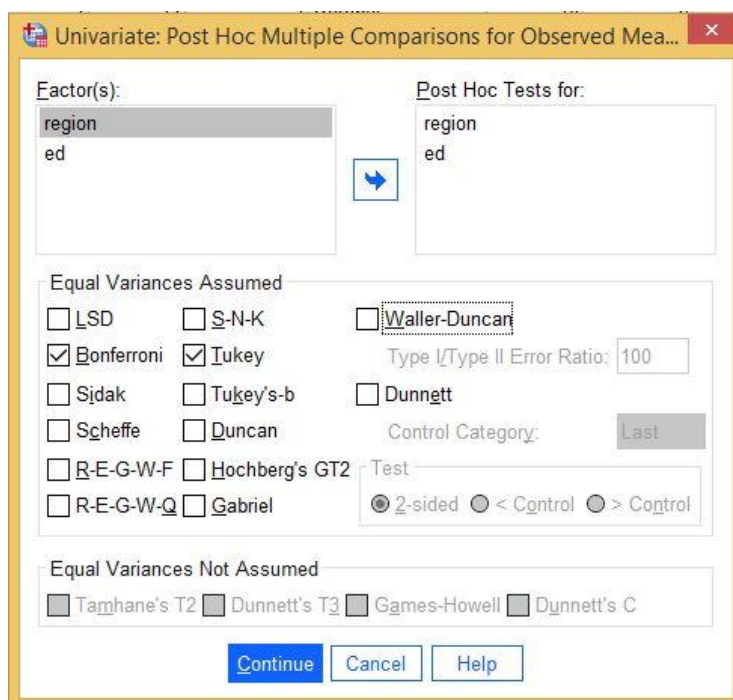 Univariate: Post Hoc Multiple Comparisons for Observed Mea...
Factor(s):
region
ed
Post Hoc Tests for:
region
ed
Equal Variances Assumed
LSD
S-N-K
Waller-Duncan
Bonferroni
Tukey
Type I/Type II Error Ratio: 100
Sidak
Tukey's-b
Dunnett
Scheffe
Duncan
Control Category: Last
R-E-G-W-F
Hochberg's GT2
Test
R-E-G-W-Q
Gabriel
2-sided < Control > Control
Equal Variances Not Assumed
Tamhane's T2 Dunnett's T3 Games-Howell Dunnett's C
Continue Cancel Help